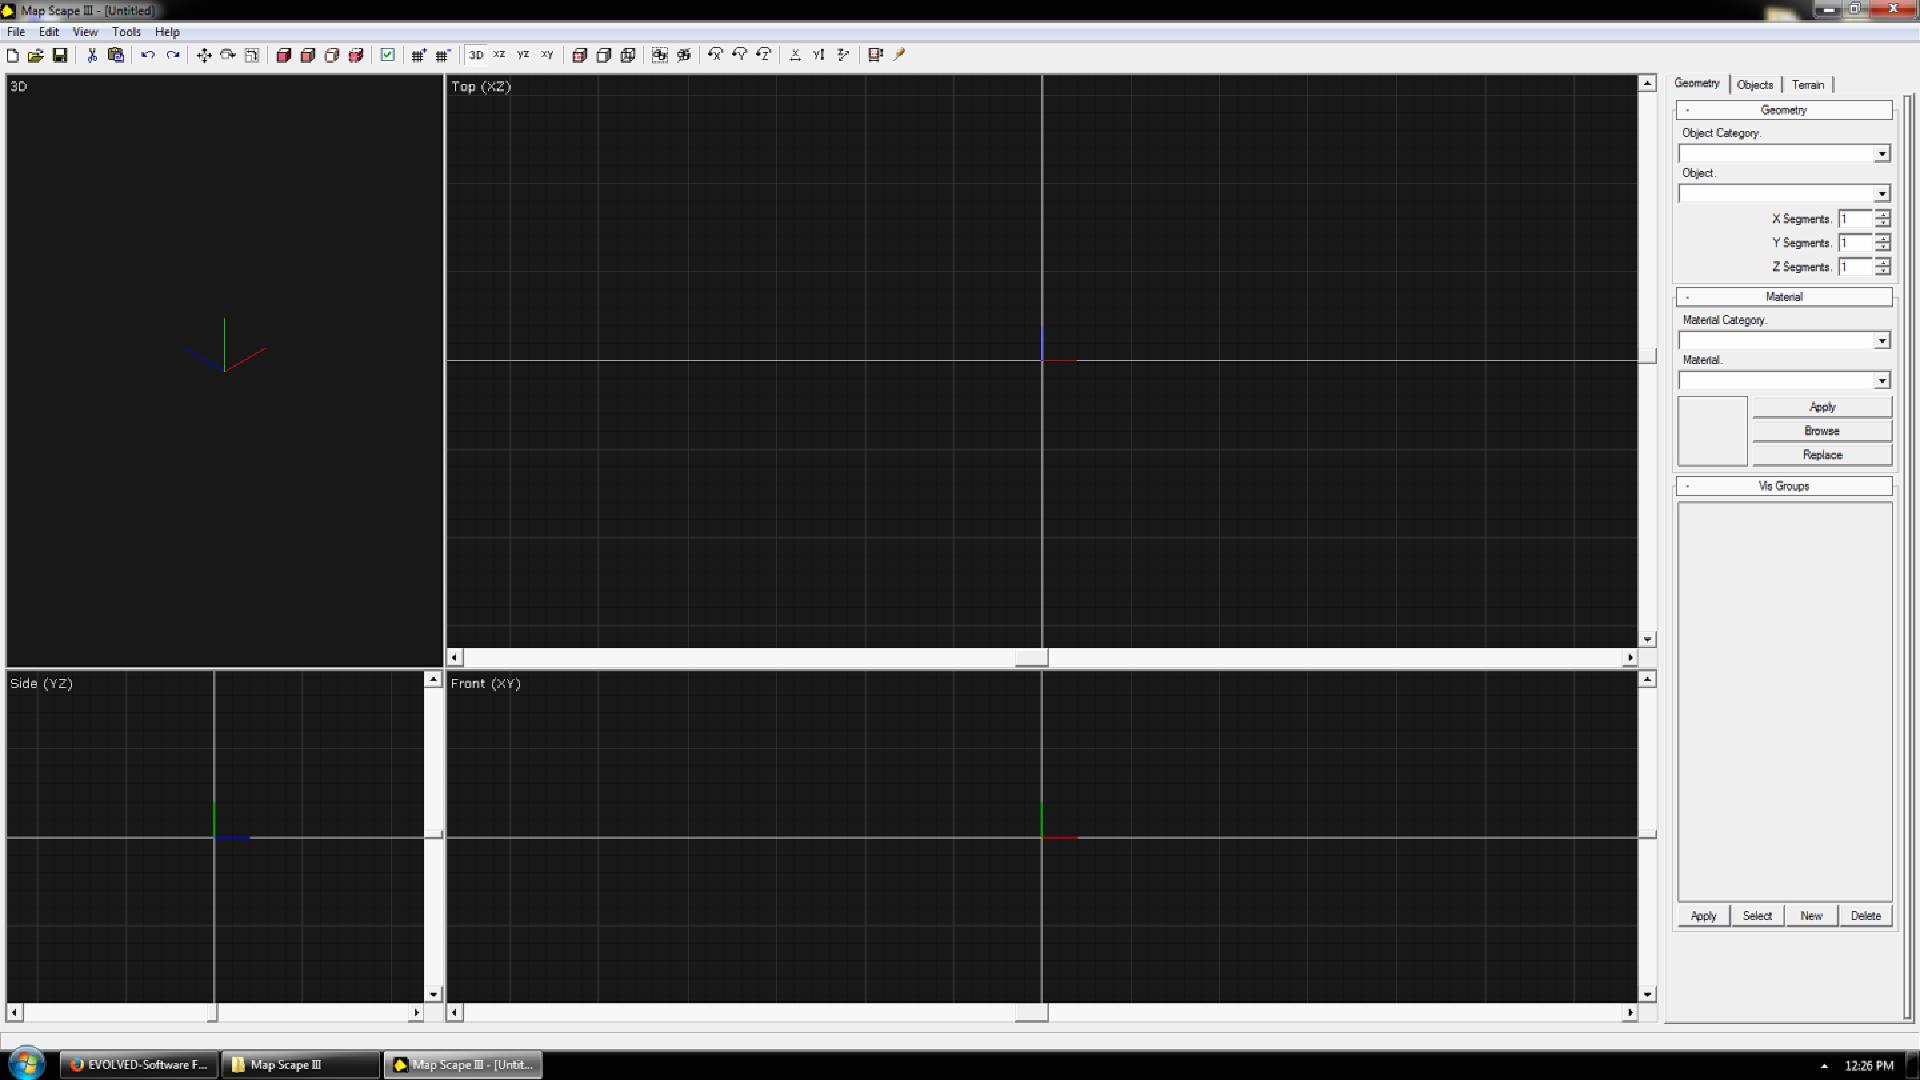 Map Scape III - [Untitled]
File Edit View Tools Help
3D xz yz xy
3D
Top (XZ)
Side (YZ)
Front (XY)
Geometry Objects Terrain
- Geometry
Object Category.
Object.
X Segments. 1
Y Segments. 1
Z Segments. 1
- Material
Material Category.
Material.
Apply
Browse
Replace
- Vis Groups
Apply Select New Delete
EVOLVED-Software F... Map Scape III Map Scape III - [Untit... 12:26 PM